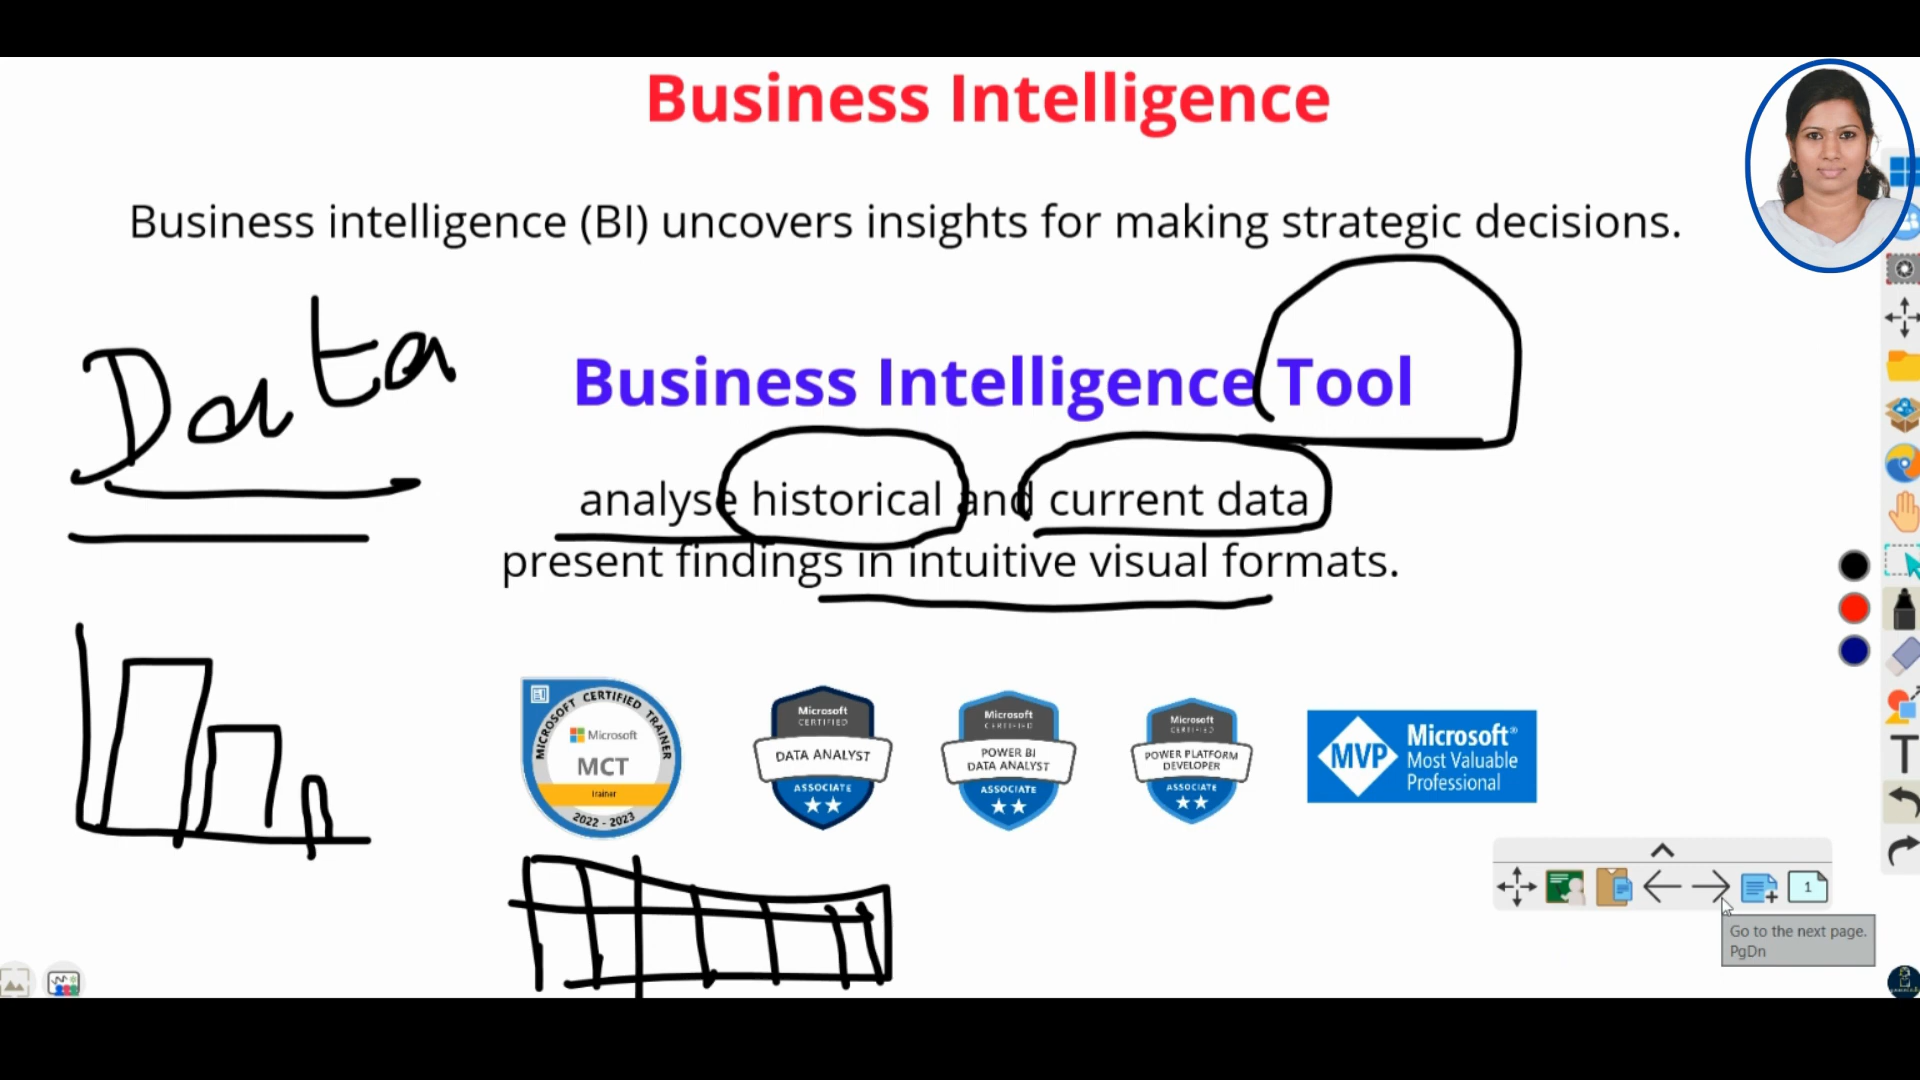 Business Intelligence
Business intelligence (BI) uncovers insights for making strategic decisions.
Data
Business Intelligence Tool
analyse historical and current data
present findings in intuitive visual formats.
MICROSOFT CERTIFIED TRAINER
Microsoft
MCT
Trainer
2022 - 2023
Microsoft
CERTIFIED
DATA ANALYST
ASSOCIATE
Microsoft
CERTIFIED
POWER BI
DATA ANALYST
ASSOCIATE
Microsoft
CERTIFIED
POWER PLATFORM
DEVELOPER
ASSOCIATE
MVP
Microsoft®
Most Valuable
Professional
T
1
Go to the next page.
PgDn